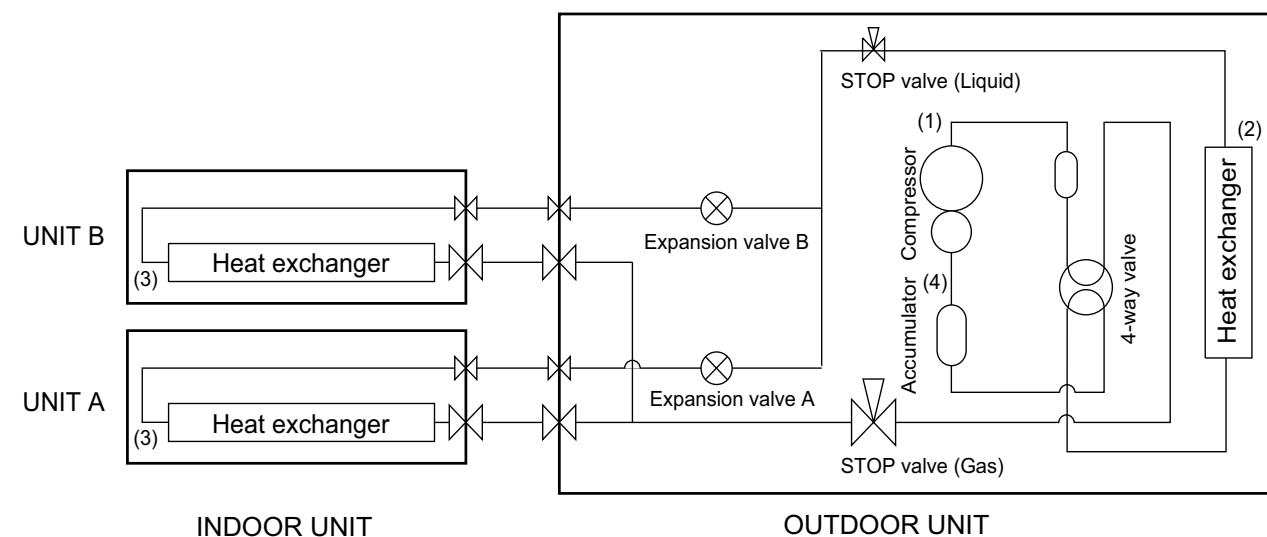 STOP valve (Liquid)
(1)
(2)
Compressor
Heat exchanger
UNIT B
Heat exchanger
(3)
Expansion valve B
(4)
4-way valve
Accumulator
UNIT A
Heat exchanger
(3)
Expansion valve A
STOP valve (Gas)
INDOOR UNIT
OUTDOOR UNIT